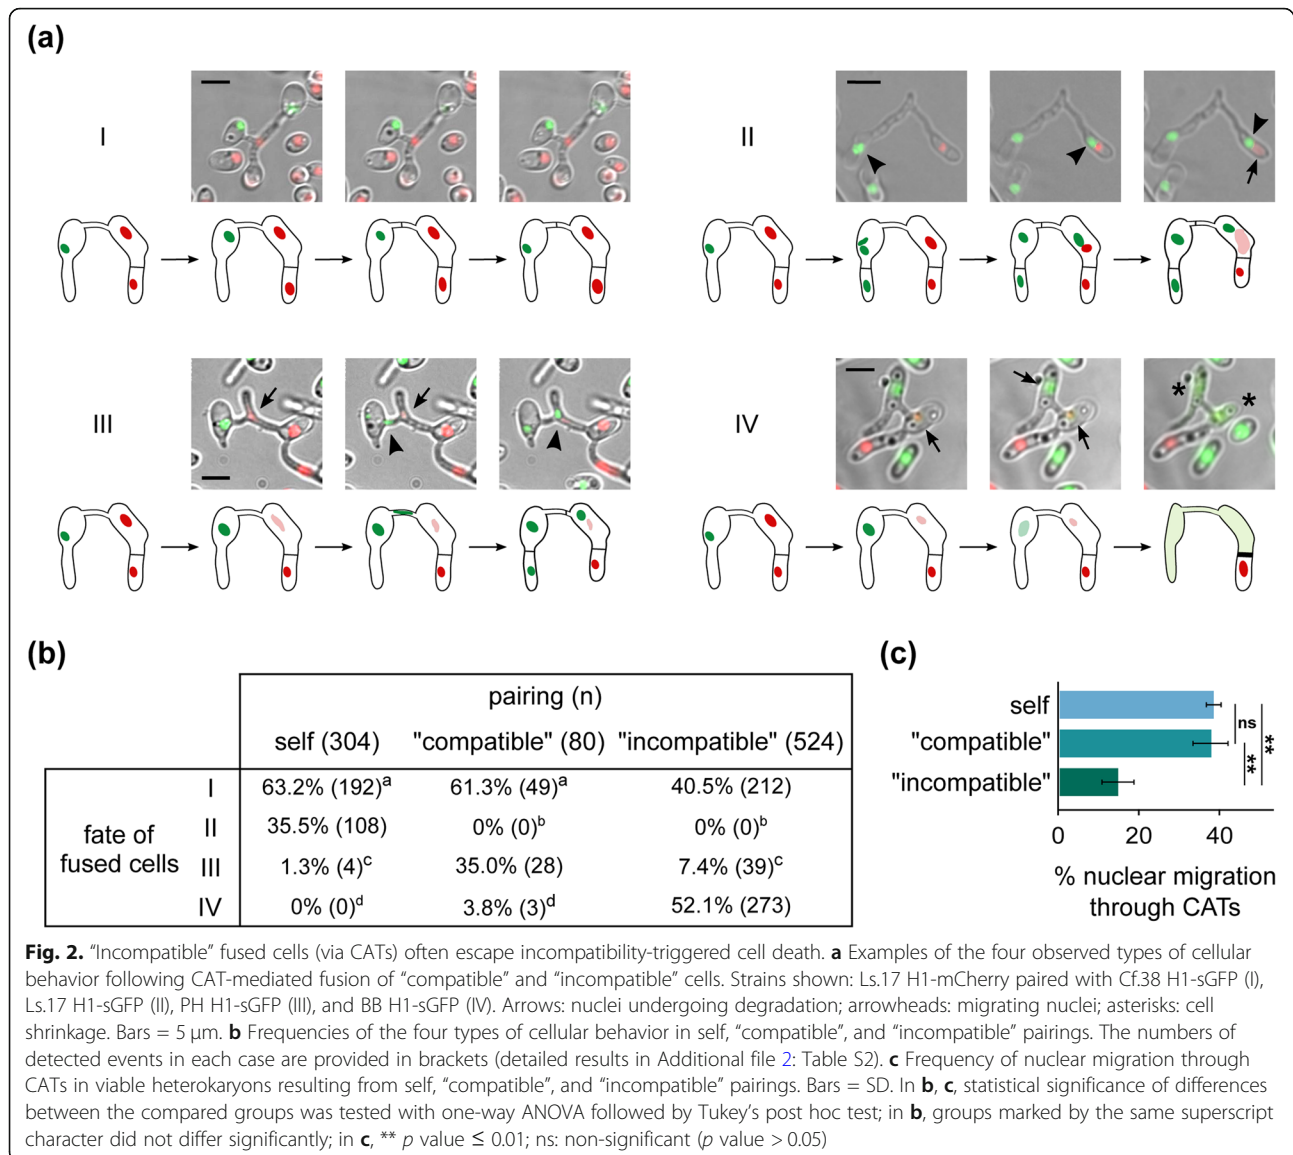 (a)
I
II
III
IV
*
*
(b)
pairing (n)
self (304) "compatible" (80) "incompatible" (524)
fate of fused cells
I 63.2% (192)a 61.3% (49)a 40.5% (212)
II 35.5% (108) 0% (0)b 0% (0)b
III 1.3% (4)c 35.0% (28) 7.4% (39)c
IV 0% (0)d 3.8% (3)d 52.1% (273)
(c)
self
"compatible"
"incompatible"
ns
**
**
0 20 40
% nuclear migration
through CATs
Fig. 2. “Incompatible” fused cells (via CATs) often escape incompatibility-triggered cell death. a Examples of the four observed types of cellular
behavior following CAT-mediated fusion of “compatible” and “incompatible” cells. Strains shown: Ls.17 H1-mCherry paired with Cf.38 H1-sGFP (I),
Ls.17 H1-sGFP (II), PH H1-sGFP (III), and BB H1-sGFP (IV). Arrows: nuclei undergoing degradation; arrowheads: migrating nuclei; asterisks: cell
shrinkage. Bars = 5 μm. b Frequencies of the four types of cellular behavior in self, “compatible”, and “incompatible” pairings. The numbers of
detected events in each case are provided in brackets (detailed results in Additional file 2: Table S2). c Frequency of nuclear migration through
CATs in viable heterokaryons resulting from self, “compatible”, and “incompatible” pairings. Bars = SD. In b, c, statistical significance of differences
between the compared groups was tested with one-way ANOVA followed by Tukey’s post hoc test; in b, groups marked by the same superscript
character did not differ significantly; in c, ** p value ≤ 0.01; ns: non-significant (p value > 0.05)